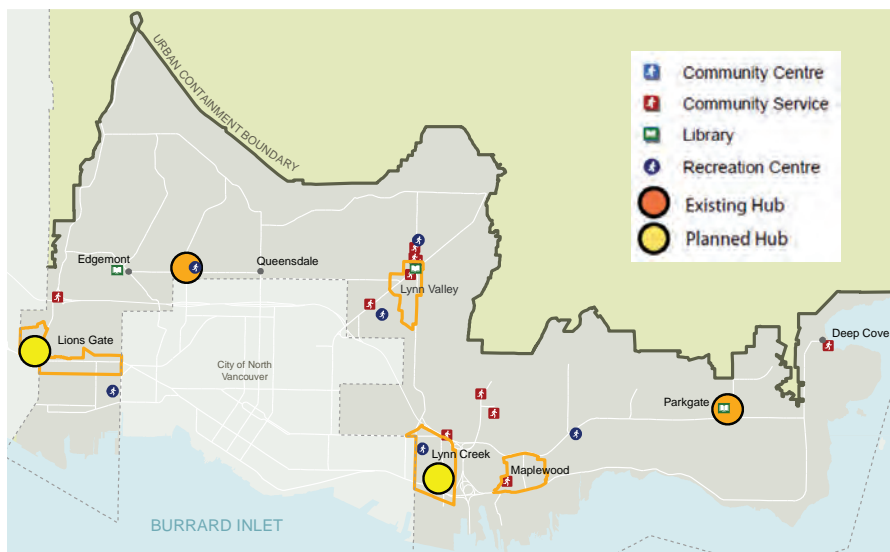 URBAN CONTAINMENT BOUNDARY
Community Centre
Community Service
Library
Recreation Centre
Existing Hub
Planned Hub
Edgemont
Queensdale
Lynn Valley
Lions Gate
Deep Cove
City of North
Vancouver
Parkgate
Lynn Creek
Maplewood
BURRARD INLET